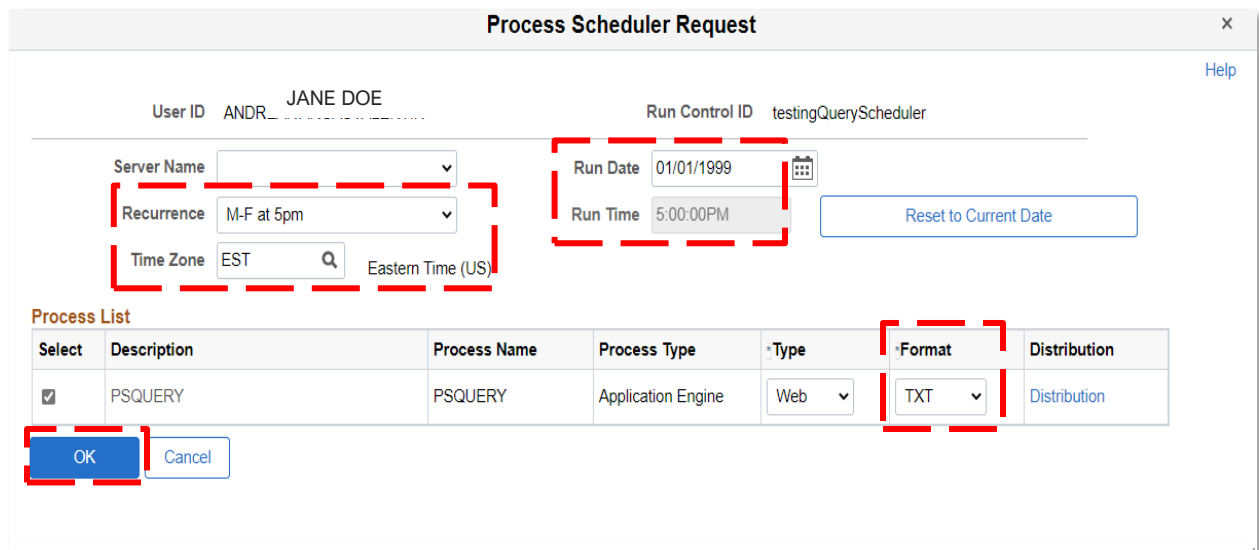 Process Scheduler Request ×
Help
User ID JANE DOE Run Control ID testingQueryScheduler
Server Name Run Date 01/01/1999
Recurrence M-F at 5pm Run Time 5:00:00PM Reset to Current Date
Time Zone EST Eastern Time (US)
Process List
Select Description Process Name Process Type *Type *Format Distribution
PSQUERY PSQUERY Application Engine Web TXT Distribution
OK Cancel